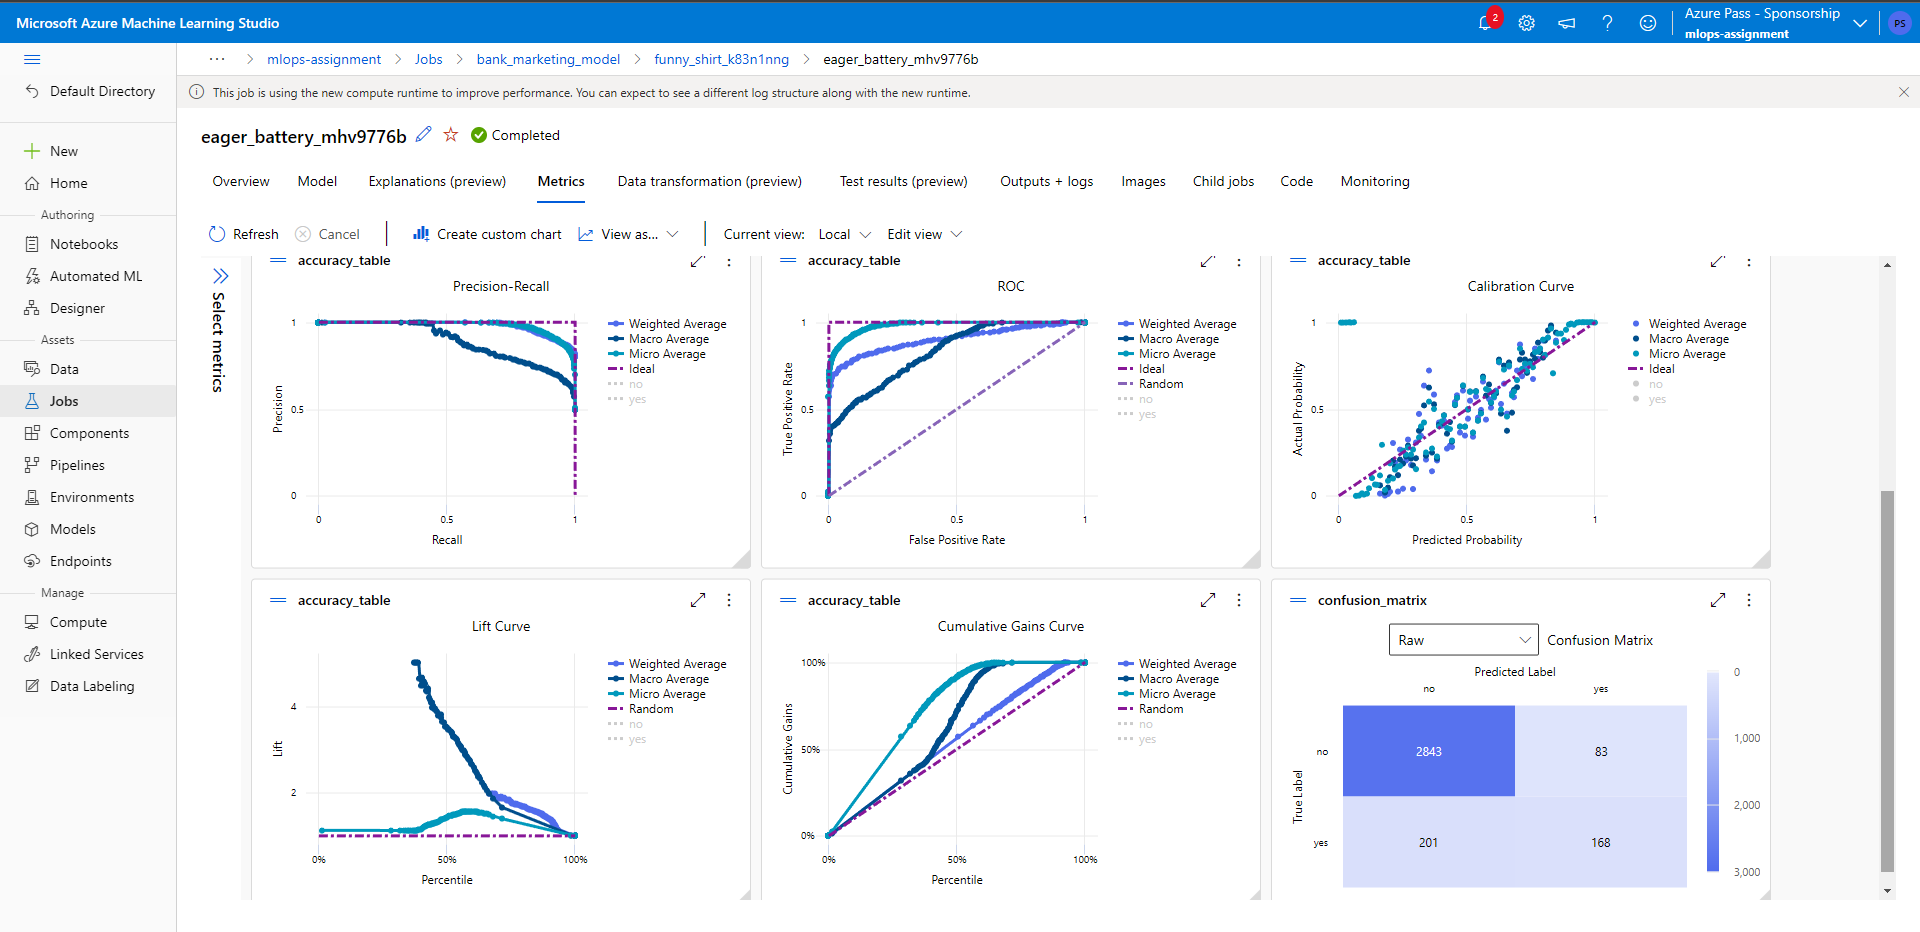 Microsoft Azure Machine Learning Studio
2
Azure Pass - Sponsorship
mlops-assignment
PS
··· > mlops-assignment > Jobs > bank_marketing_model > funny_shirt_k83n1nng > eager_battery_mhv9776b
Default Directory
New
Home
Authoring
Notebooks
Automated ML
Designer
Assets
Data
Jobs
Components
Pipelines
Environments
Models
Endpoints
Manage
Compute
Linked Services
Data Labeling
This job is using the new compute runtime to improve performance. You can expect to see a different log structure along with the new runtime.
eager_battery_mhv9776b Completed
Overview Model Explanations (preview) Metrics Data transformation (preview) Test results (preview) Outputs + logs Images Child jobs Code Monitoring
Refresh Cancel Create custom chart View as... Current view: Local Edit view
Select metrics
accuracy_table
Precision-Recall
1
0.5
0
Precision
0 0.5 1
Recall
Weighted Average
Macro Average
Micro Average
Ideal
no
yes
accuracy_table
ROC
1
0.5
0
True Positive Rate
0 0.5 1
False Positive Rate
Weighted Average
Macro Average
Micro Average
Ideal
Random
no
yes
accuracy_table
Calibration Curve
1
0.5
0
Actual Probability
0 0.5 1
Predicted Probability
Weighted Average
Macro Average
Micro Average
Ideal
no
yes
accuracy_table
Lift Curve
4
2
Lift
0% 50% 100%
Percentile
Weighted Average
Macro Average
Micro Average
Random
no
yes
accuracy_table
Cumulative Gains Curve
100%
50%
0%
Cumulative Gains
0% 50% 100%
Percentile
Weighted Average
Macro Average
Micro Average
Random
no
yes
confusion_matrix
Raw Confusion Matrix
Predicted Label
no yes
True Label
no 2843 83
yes 201 168
0
1,000
2,000
3,000